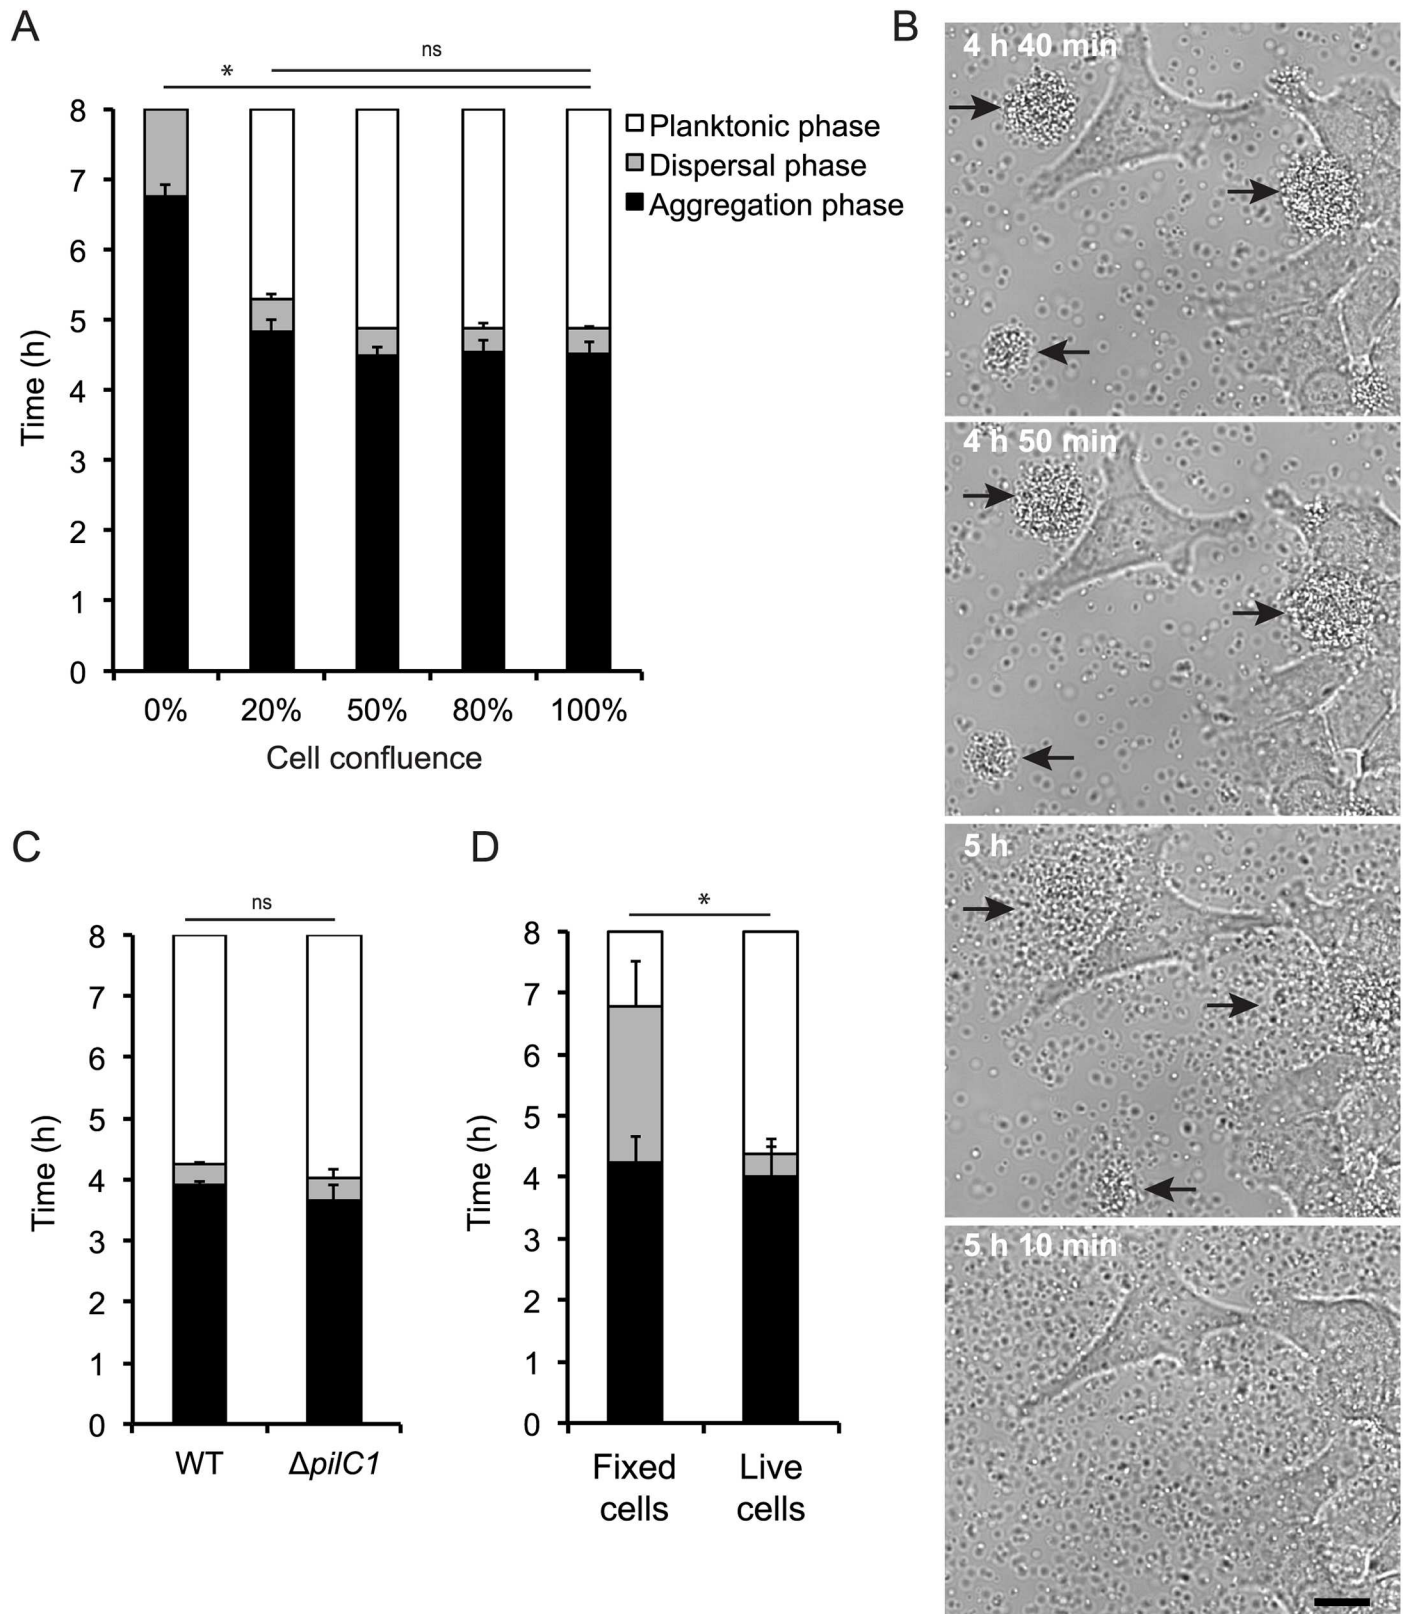 A
ns
*
8
7
6
5
4
3
2
1
0
Time (h)
0% 20% 50% 80% 100%
Cell confluence
Planktonic phase
Dispersal phase
Aggregation phase
B
4 h 40 min
4 h 50 min
5 h
5 h 10 min
C
ns
8
7
6
5
4
3
2
1
0
Time (h)
WT ΔpilC1
D
*
8
7
6
5
4
3
2
1
0
Time (h)
Fixed cells
Live cells